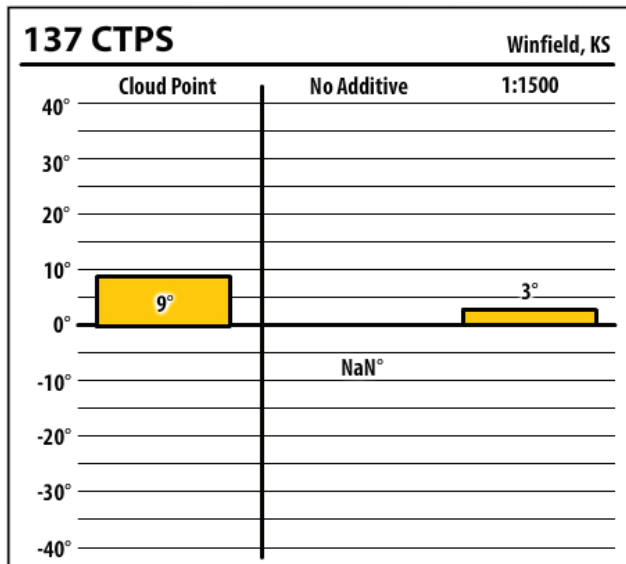 137 CTPS
Winfield, KS
Cloud Point
No Additive
1:1500
40°
30°
20°
10°
9°
3°
0°
NaN°
-10°
-20°
-30°
-40°